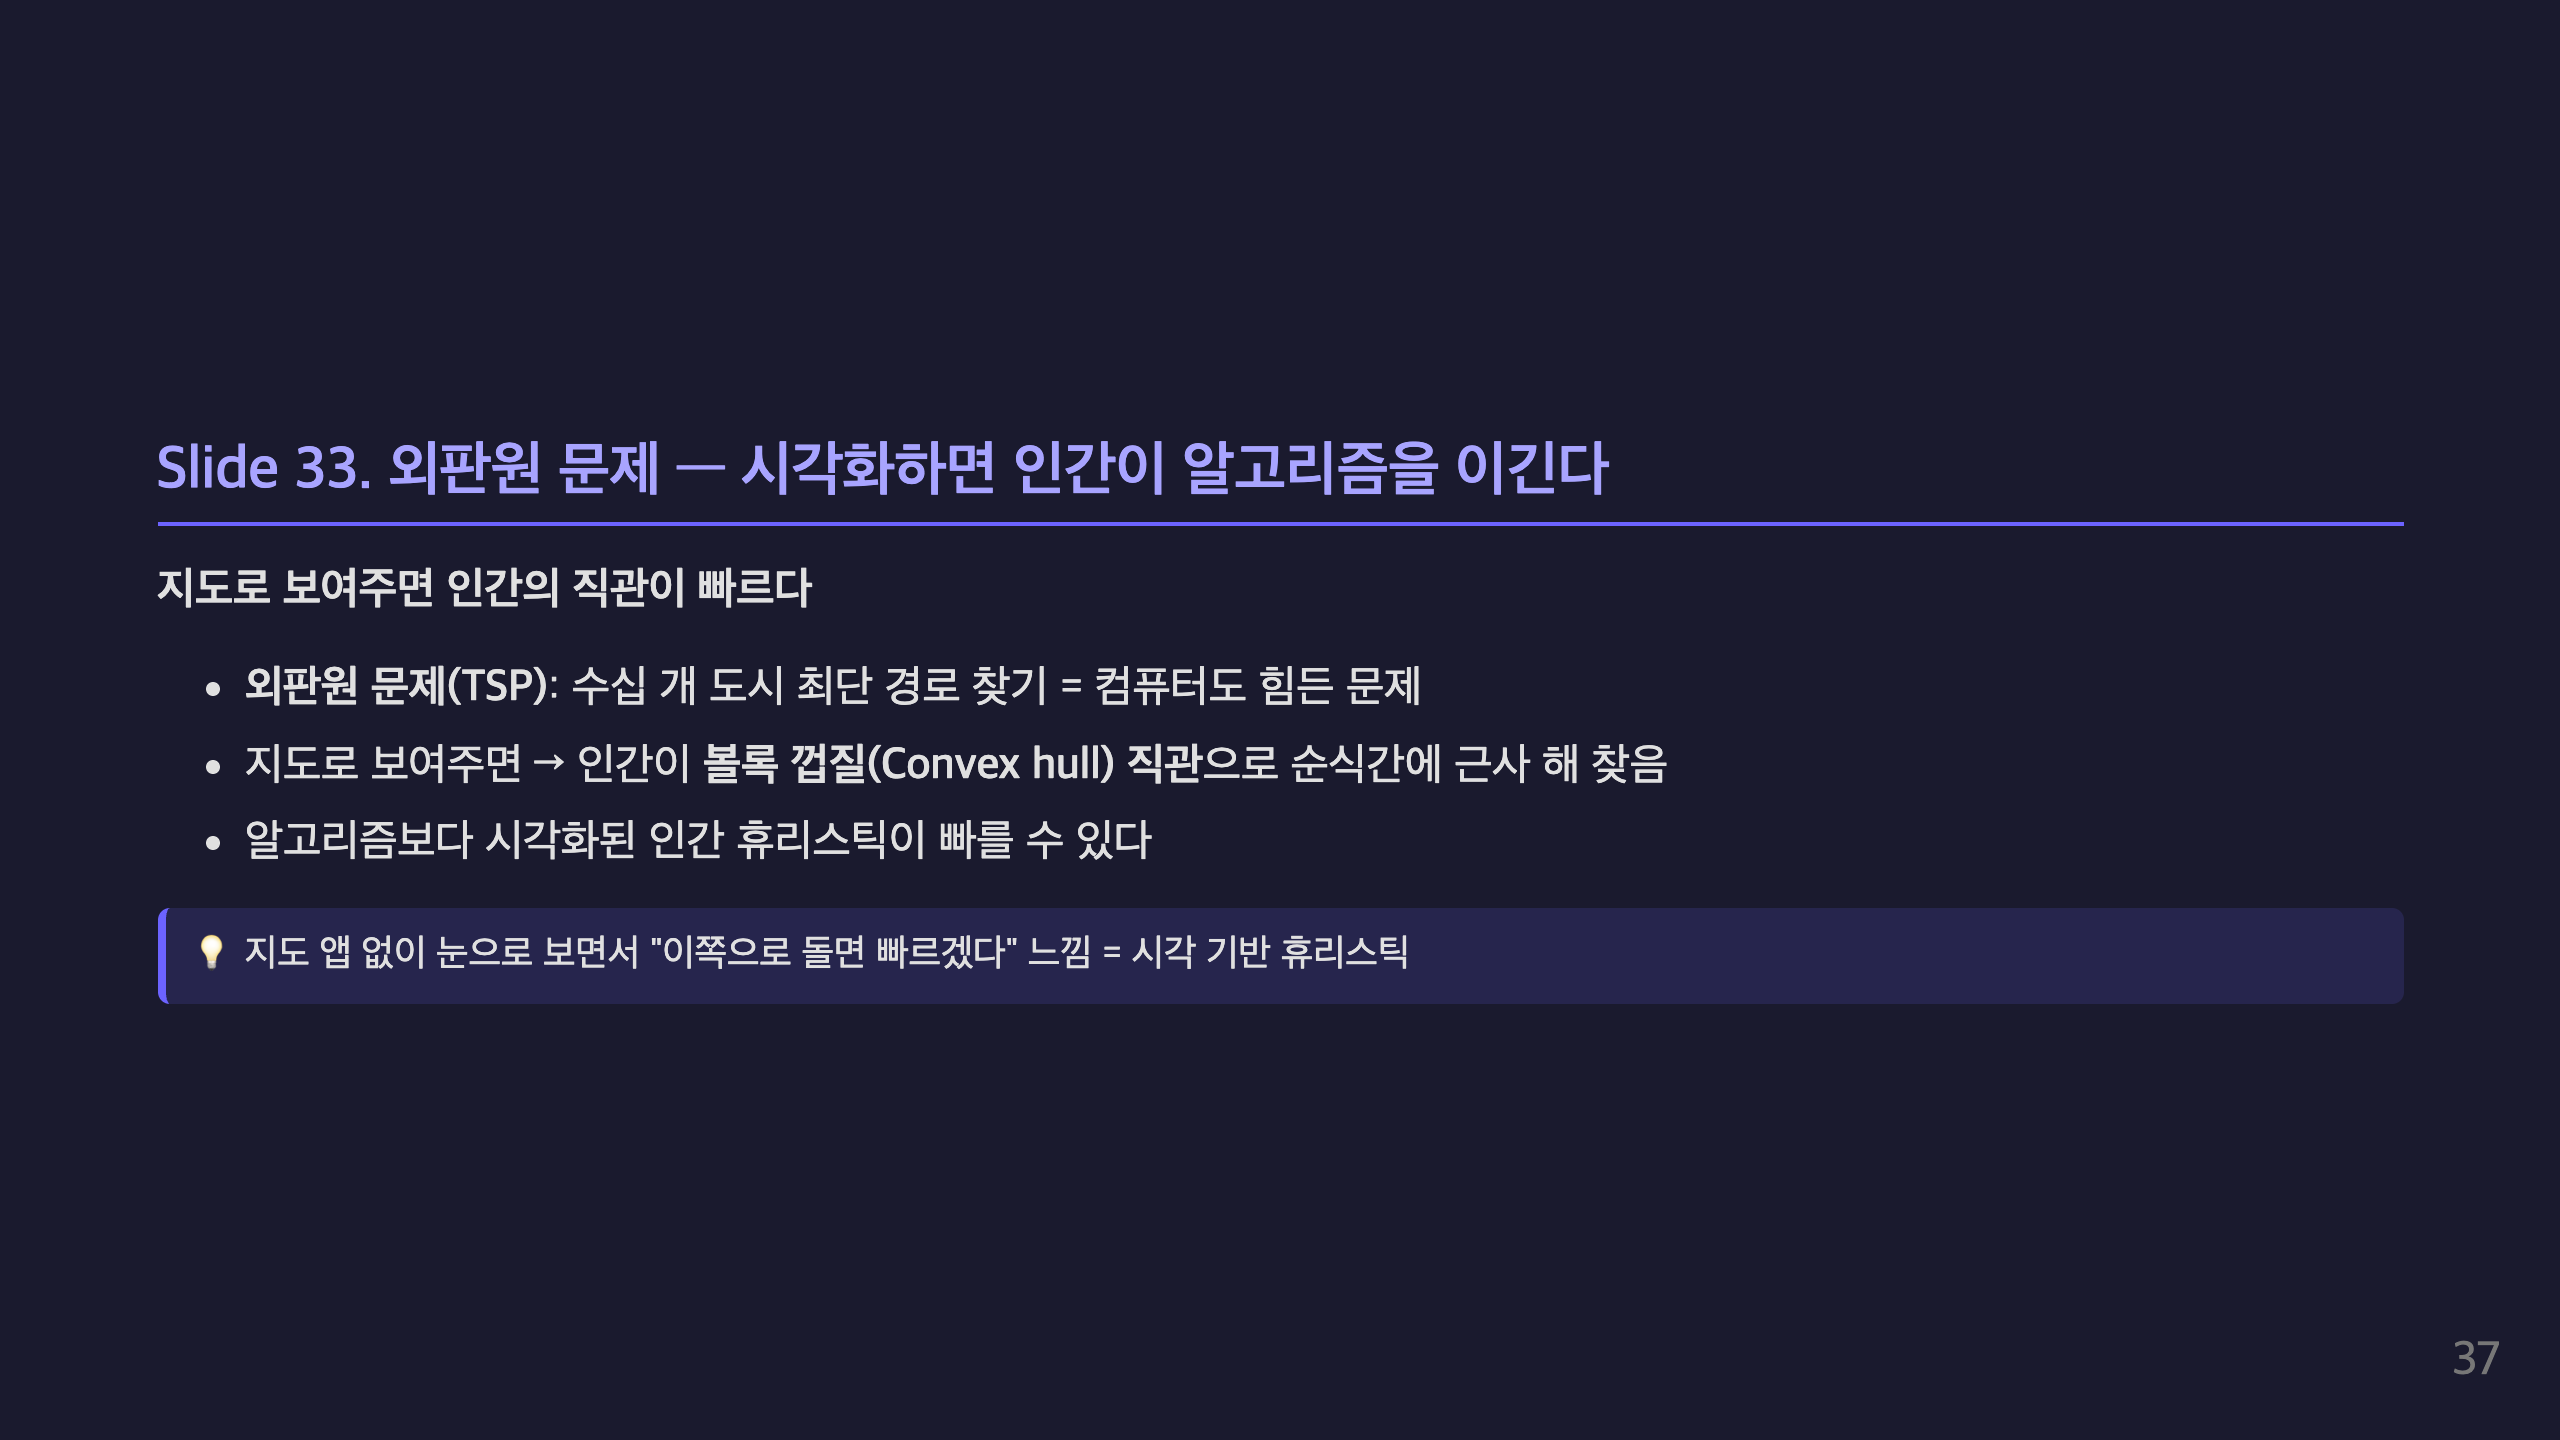 Slide 33. 외판원 문제 — 시각화하면 인간이 알고리즘을 이긴다
지도로 보여주면 인간의 직관이 빠르다
• 외판원 문제(TSP): 수십 개 도시 최단 경로 찾기 = 컴퓨터도 힘든 문제
• 지도로 보여주면 → 인간이 볼록 껍질(Convex hull) 직관으로 순식간에 근사 해 찾음
• 알고리즘보다 시각화된 인간 휴리스틱이 빠를 수 있다
💡 지도 앱 없이 눈으로 보면서 "이쪽으로 돌면 빠르겠다" 느낌 = 시각 기반 휴리스틱
37